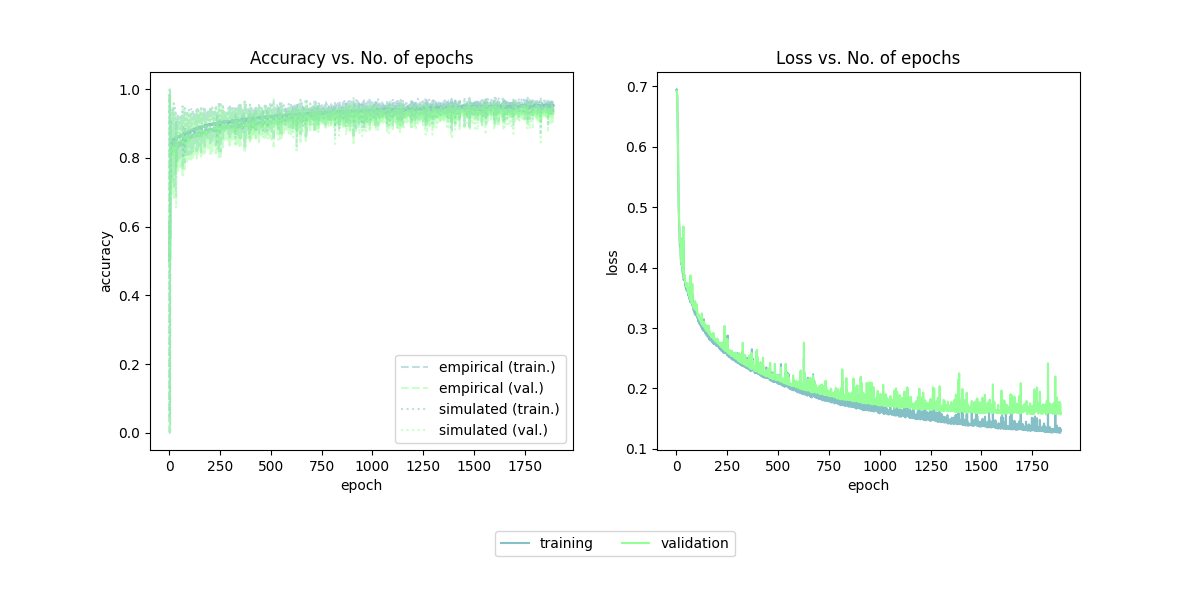 Accuracy vs. No. of epochs
1.0
0.8
0.6
0.4
0.2
0.0
accuracy
0
250
500
750
1000
1250
1500
1750
epoch
empirical (train.)
empirical (val.)
simulated (train.)
simulated (val.)
Loss vs. No. of epochs
0.7
0.6
0.5
0.4
0.3
0.2
0.1
loss
0
250
500
750
1000
1250
1500
1750
epoch
training
validation